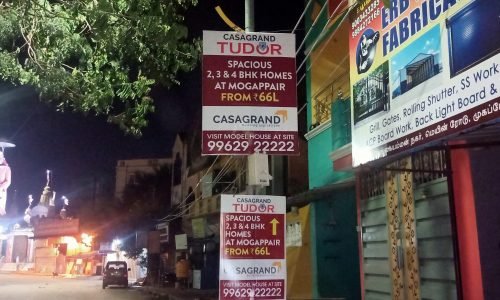 CASAGRAND
TUDOR
SPACIOUS
2, 3 & 4 BHK HOMES
AT MOGAPPAIR
FROM ₹66L
CASAGRAND
VISIT MODEL HOUSE AT SITE
99629 22222
CASAGRAND
TUDOR
SPACIOUS
2, 3 & 4 BHK
HOMES
AT MOGAPPAIR
FROM ₹66L
CASAGRAND
VISIT MODEL HOUSE AT SITE
99629 22222
FABRICA
Grill Gates, Rolling Shutter, SS Work
ACP Board Work, Back Light Board &